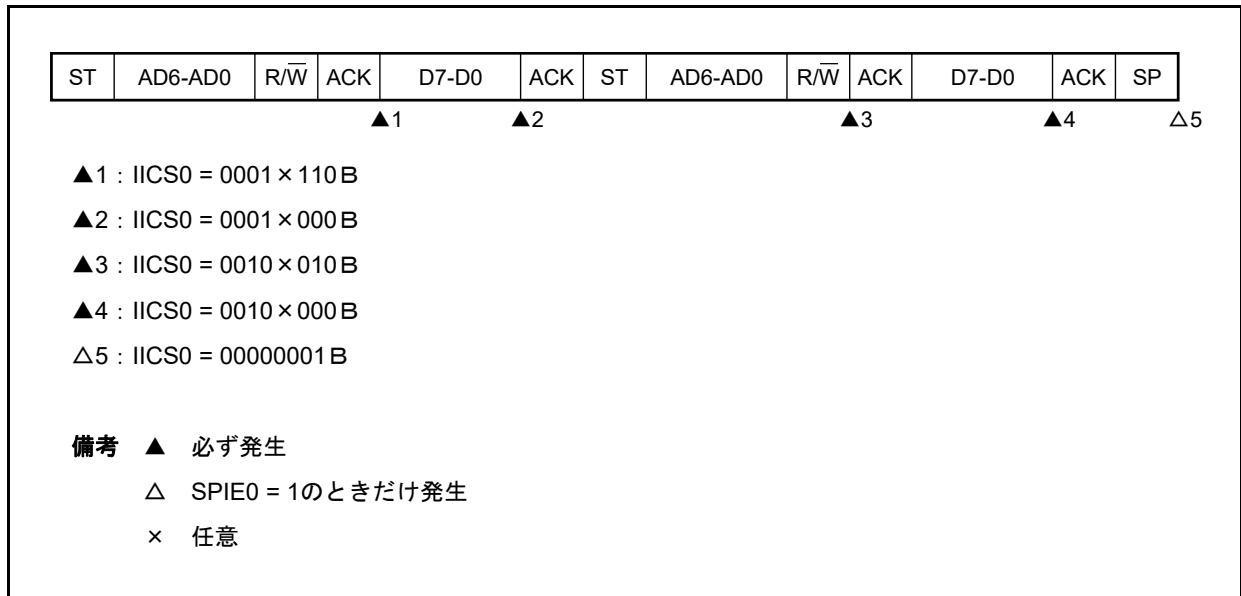 ST AD6-AD0 R/W̅ ACK D7-D0 ACK ST AD6-AD0 R/W̅ ACK D7-D0 ACK SP
▲1 ▲2 ▲3 ▲4 △5
▲1：IICS0 = 0001×110B
▲2：IICS0 = 0001×000B
▲3：IICS0 = 0010×010B
▲4：IICS0 = 0010×000B
△5：IICS0 = 00000001B
備考 ▲ 必ず発生
△ SPIE0 = 1のときだけ発生
× 任意